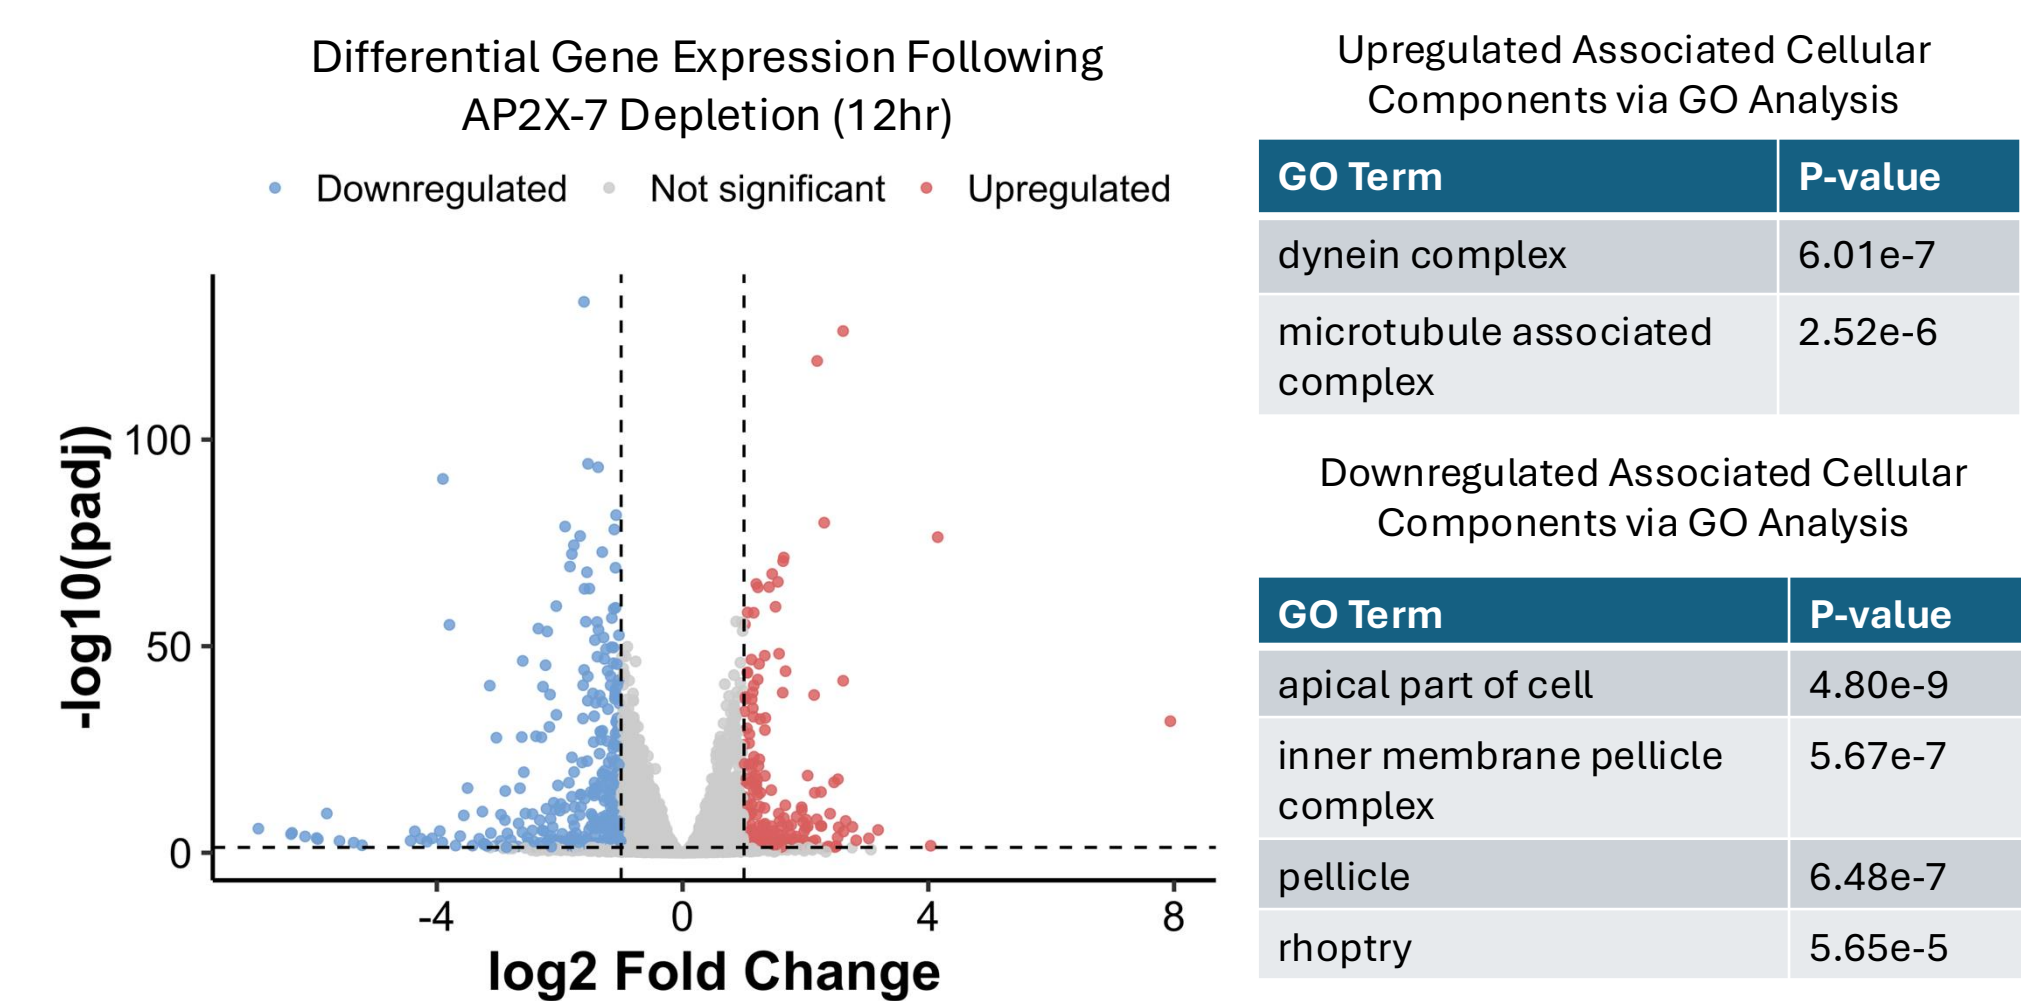 Differential Gene Expression Following
AP2X-7 Depletion (12hr)
Downregulated
Not significant
Upregulated
-log10(padj)
100
50
0
-4
0
4
8
log2 Fold Change
Upregulated Associated Cellular
Components via GO Analysis
GO Term P-value
dynein complex 6.01e-7
microtubule associated 2.52e-6
complex
Downregulated Associated Cellular
Components via GO Analysis
GO Term P-value
apical part of cell 4.80e-9
inner membrane pellicle 5.67e-7
complex
pellicle 6.48e-7
rhoptry 5.65e-5